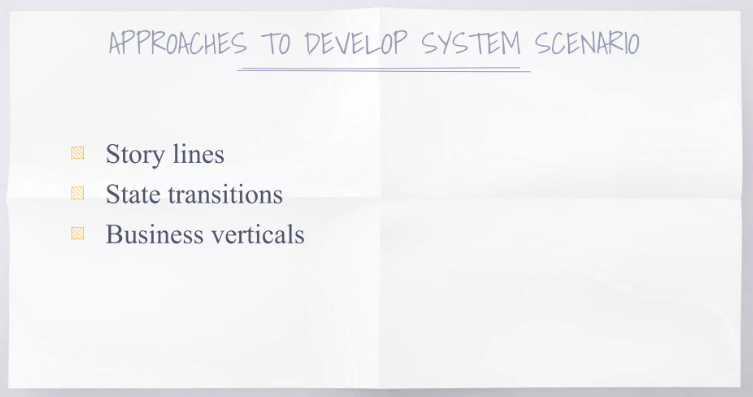 APPROACHES TO DEVELOP SYSTEM SCENARIO
Story lines
State transitions
Business verticals